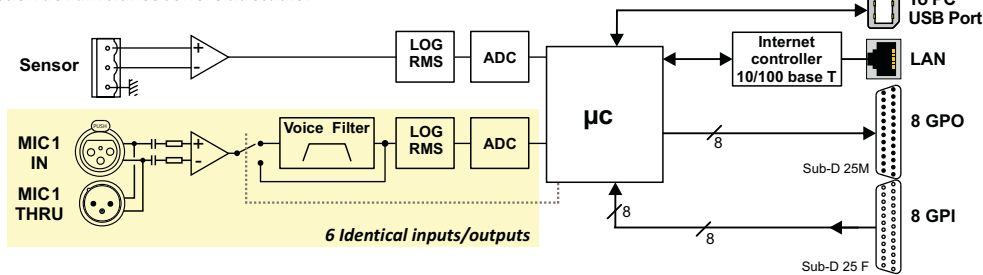 USB Port
Sensor
LOG
RMS
ADC
Internet
controller
10/100 base T
LAN
µc
MIC1
IN
PUSH
Voice Filter
LOG
RMS
ADC
8
8 GPO
Sub-D 25M
MIC1
THRU
8
8
8 GPI
6 Identical inputs/outputs
Sub-D 25 F